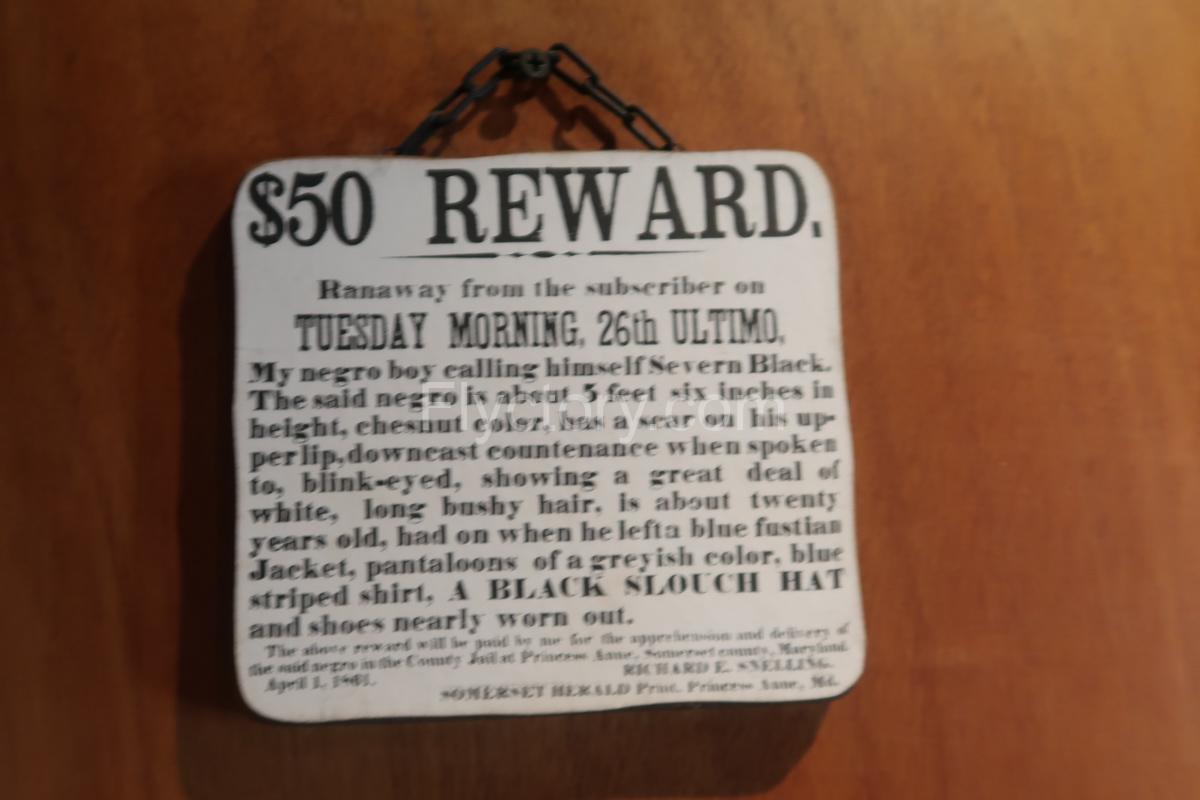 $50 REWARD.
Ranaway from the subscriber on
TUESDAY MORNING, 26th ULTIMO,
My negro boy calling himself Severn Black.
The said negro is about 5 feet six inches in
height, chesnut color, has a scar on his up-
per lip, downcast countenance when spoken
to, blink-eyed, showing a great deal of
white, long bushy hair, is about twenty
years old, had on when he left a blue fustian
Jacket, pantaloons of a greyish color, blue
striped shirt, A BLACK SLOUCH HAT
and shoes nearly worn out.
The above reward will be paid by me for the apprehension and delivery of
the said negro in the County Jail at Princess Anne, Somerset county, Maryland.
RICHARD E. SNELLING.
April 1, 1861.
SOMERSET HERALD Print. Princess Anne, Md.
Flyctory.com